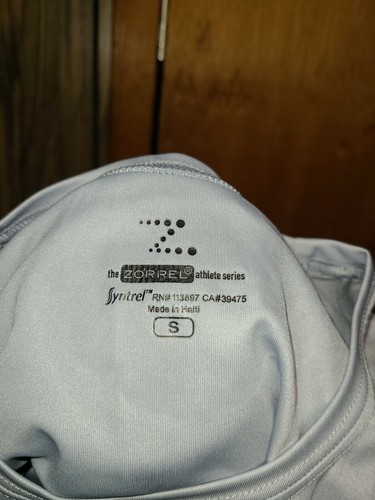 Z
the ZORREL® athlete series
Syntrel™ RN# 113897 CA#39475
Made in Haiti
S